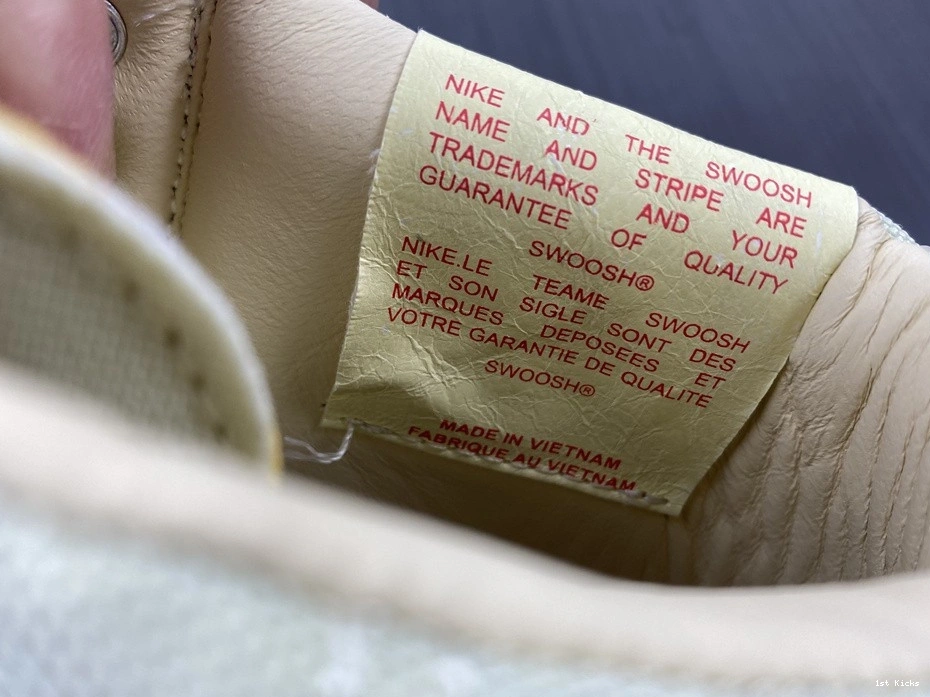 NIKE AND THE SWOOSH
NAME AND STRIPE ARE
TRADEMARKS AND YOUR
GUARANTEE OF QUALITY
SWOOSH®
NIKE.LE TEAME SWOOSH
ET SON SIGLE SONT DES
MARQUES DEPOSEES ET
VOTRE GARANTIE DE QUALITE
SWOOSH®
MADE IN VIETNAM
FABRIQUE AU VIETNAM
1st Kicks